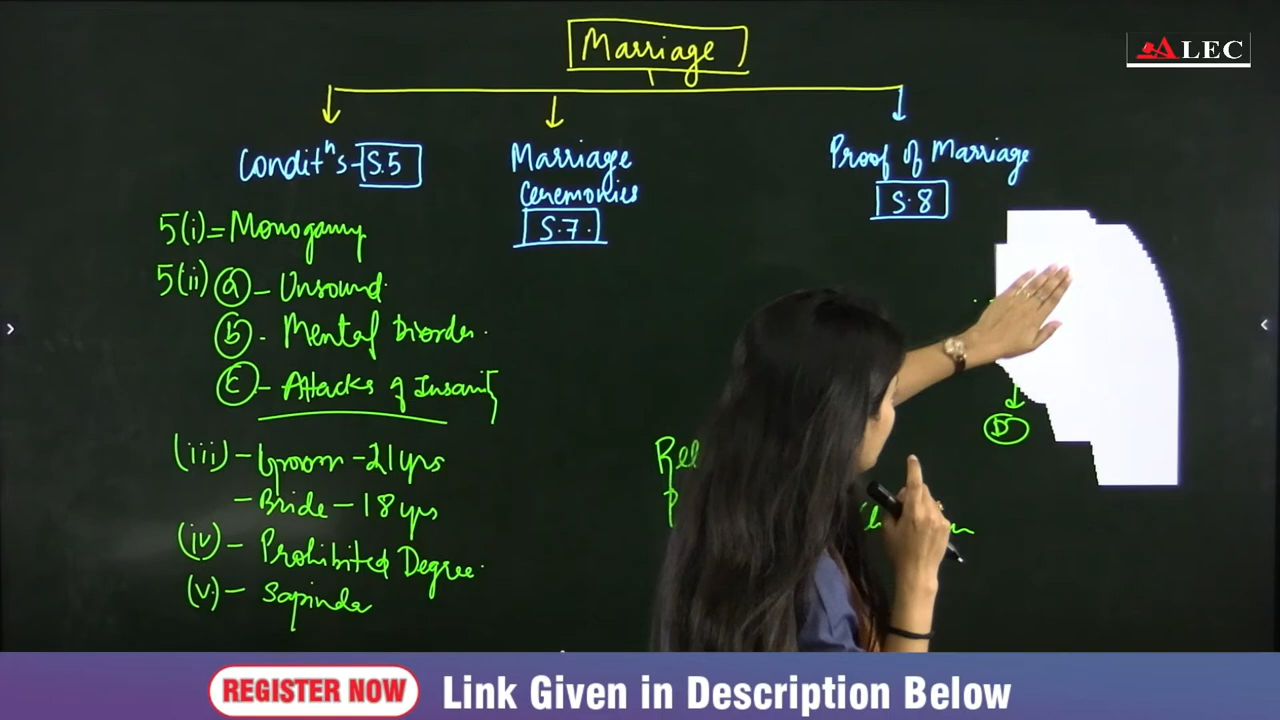 Marriage
ALEC
Condit^n s - S.5
Marriage
Ceremonies
S.7.
Proof of Marriage
S.8
5(i) = Monogamy
5(ii) (a) - Unsound
(b) - Mental Disorder.
(c) - Attacks of Insanity
(iii) - Groom - 21 yrs
- Bride - 18 yrs
(iv) - Prohibited Degree.
(v) - Sapinda
REGISTER NOW
Link Given in Description Below